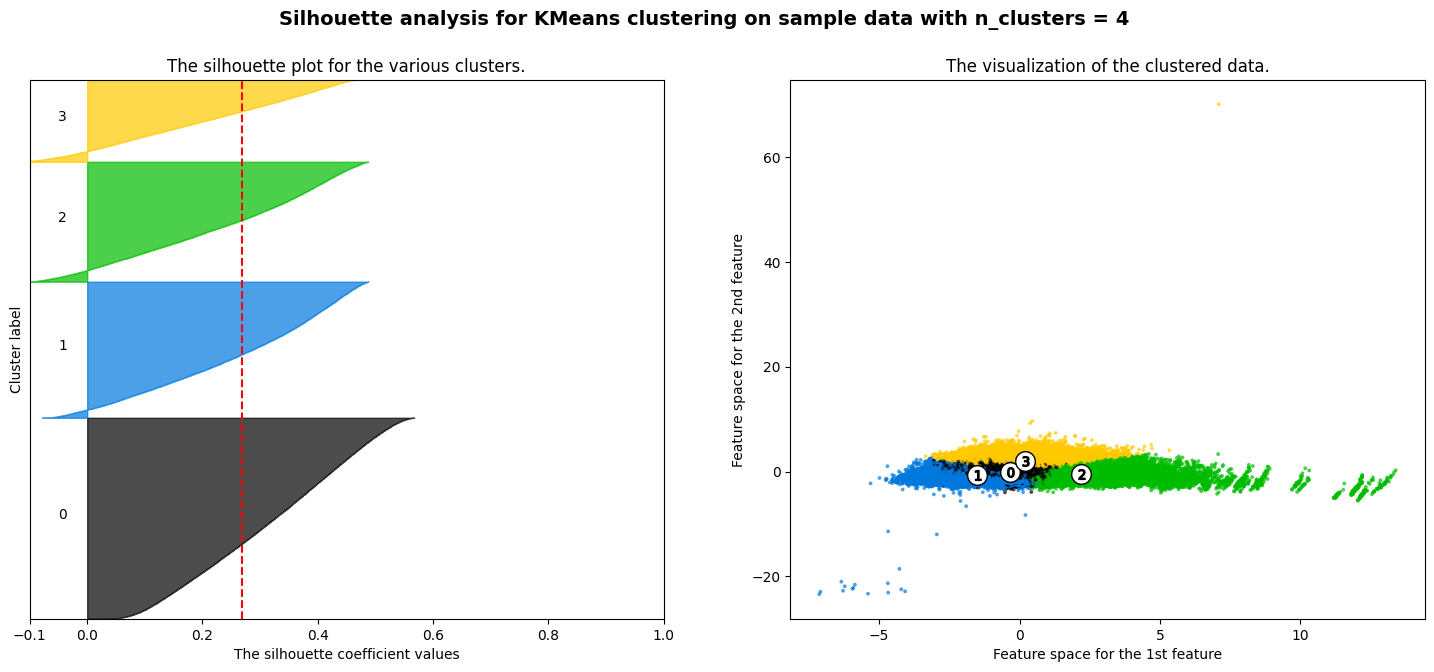 Silhouette analysis for KMeans clustering on sample data with n_clusters = 4
The silhouette plot for the various clusters.
3
2
1
0
Cluster label
−0.1 0.0 0.2 0.4 0.6 0.8 1.0
The silhouette coefficient values
The visualization of the clustered data.
60
40
20
0
−20
Feature space for the 2nd feature
1 0 3 2
−5 0 5 10
Feature space for the 1st feature